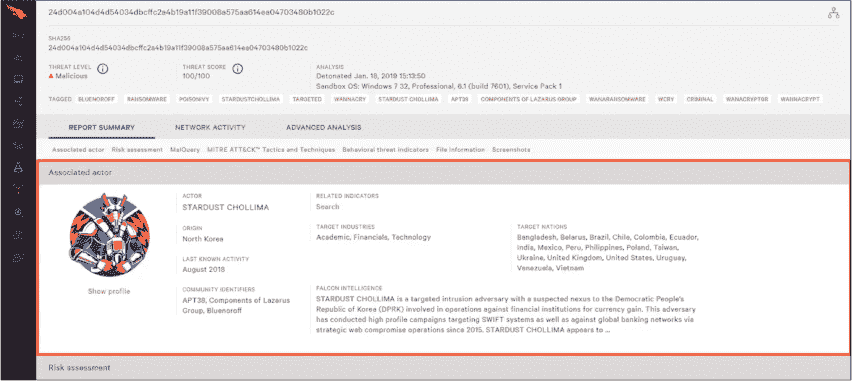 24d004a104d4d54034dbcffc2a4b19a11f39008a575aa614ea04703480b1022c
SHA256
24d004a104d4d54034dbcffc2a4b19a11f39008a575aa614ea04703480b1022c
THREAT LEVEL
Malicious
THREAT SCORE
100/100
ANALYSIS
Detonated Jan. 18, 2019 15:13:50
Sandbox OS: Windows 7 32, Professional, 6.1 (build 7601), Service Pack 1
TAGGED BLUENOROFF RANSOMWARE POISONIVY STARDUSTCHOLLIMA TARGETED WANNACRY STARDUST CHOLLIMA APT38 COMPONENTS OF LAZARUS GROUP WANARANSOMWARE WCRY CRIMINAL WANACRYPTOR WANNACRYPT
REPORT SUMMARY NETWORK ACTIVITY ADVANCED ANALYSIS
Associated actor Risk assessment MalQuery MITRE ATT&CK™ Tactics and Techniques Behavioral threat indicators File information Screenshots
Associated actor
Show profile
ACTOR
STARDUST CHOLLIMA
ORIGIN
North Korea
LAST KNOWN ACTIVITY
August 2018
COMMUNITY IDENTIFIERS
APT38, Components of Lazarus
Group, Bluenoroff
RELATED INDICATORS
Search
TARGET INDUSTRIES
Academic, Financials, Technology
TARGET NATIONS
Bangladesh, Belarus, Brazil, Chile, Colombia, Ecuador,
India, Mexico, Peru, Philippines, Poland, Taiwan,
Ukraine, United Kingdom, United States, Uruguay,
Venezuela, Vietnam
FALCON INTELLIGENCE
STARDUST CHOLLIMA is a targeted intrusion adversary with a suspected nexus to the Democratic People's
Republic of Korea (DPRK) involved in operations against financial institutions for currency gain. This adversary
has conducted high profile campaigns targeting SWIFT systems as well as against global banking networks via
strategic web compromise operations since 2015. STARDUST CHOLLIMA appears to ...
Risk assessment